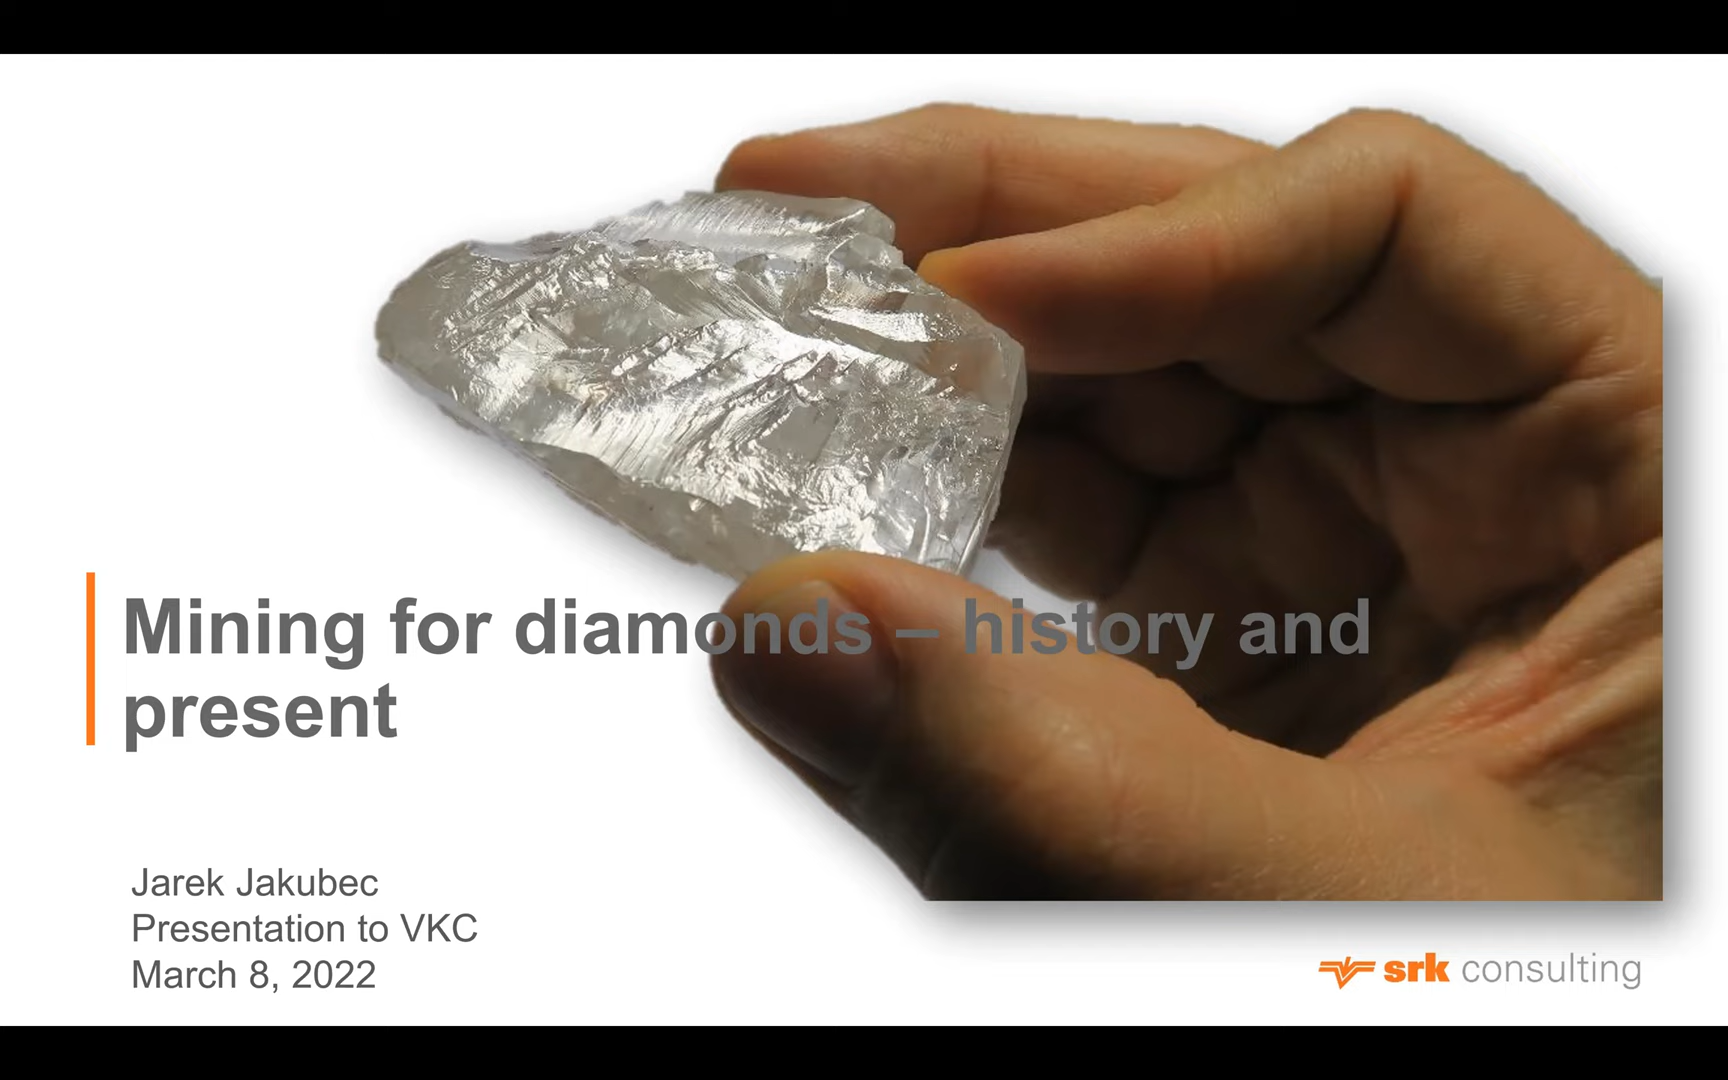 Mining for diamonds – history and
present
Jarek Jakubec
Presentation to VKC
March 8, 2022
srk consulting